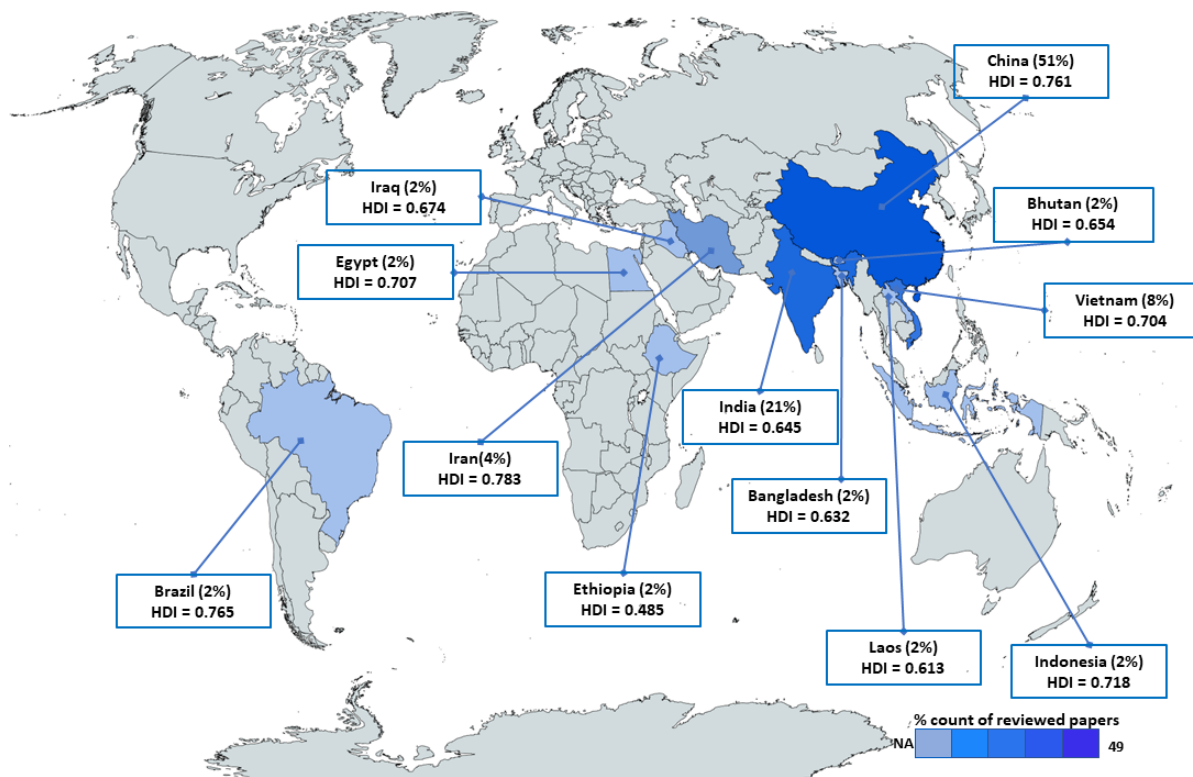 China (51%)
HDI = 0.761
Iraq (2%)
HDI = 0.674
Bhutan (2%)
HDI = 0.654
Egypt (2%)
HDI = 0.707
Vietnam (8%)
HDI = 0.704
India (21%)
HDI = 0.645
Iran(4%)
HDI = 0.783
Bangladesh (2%)
HDI = 0.632
Brazil (2%)
HDI = 0.765
Ethiopia (2%)
HDI = 0.485
Laos (2%)
HDI = 0.613
Indonesia (2%)
HDI = 0.718
% count of reviewed papers
NA
49